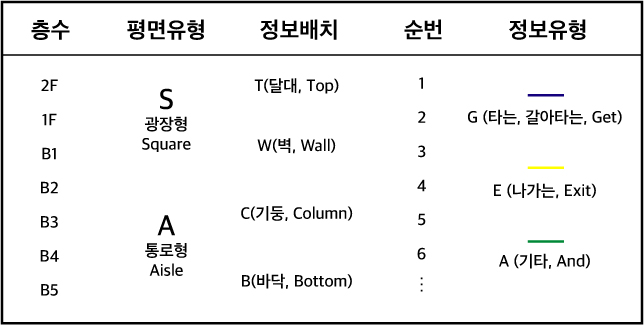 층수 평면유형 정보배치 순번 정보유형
2F
1F
B1
B2
B3
B4
B5
S
광장형
Square
A
통로형
Aisle
T(달대, Top)
W(벽, Wall)
C(기둥, Column)
B(바닥, Bottom)
1
2
3
4
5
6
⋮
G (타는, 갈아타는, Get)
E (나가는, Exit)
A (기타, And)